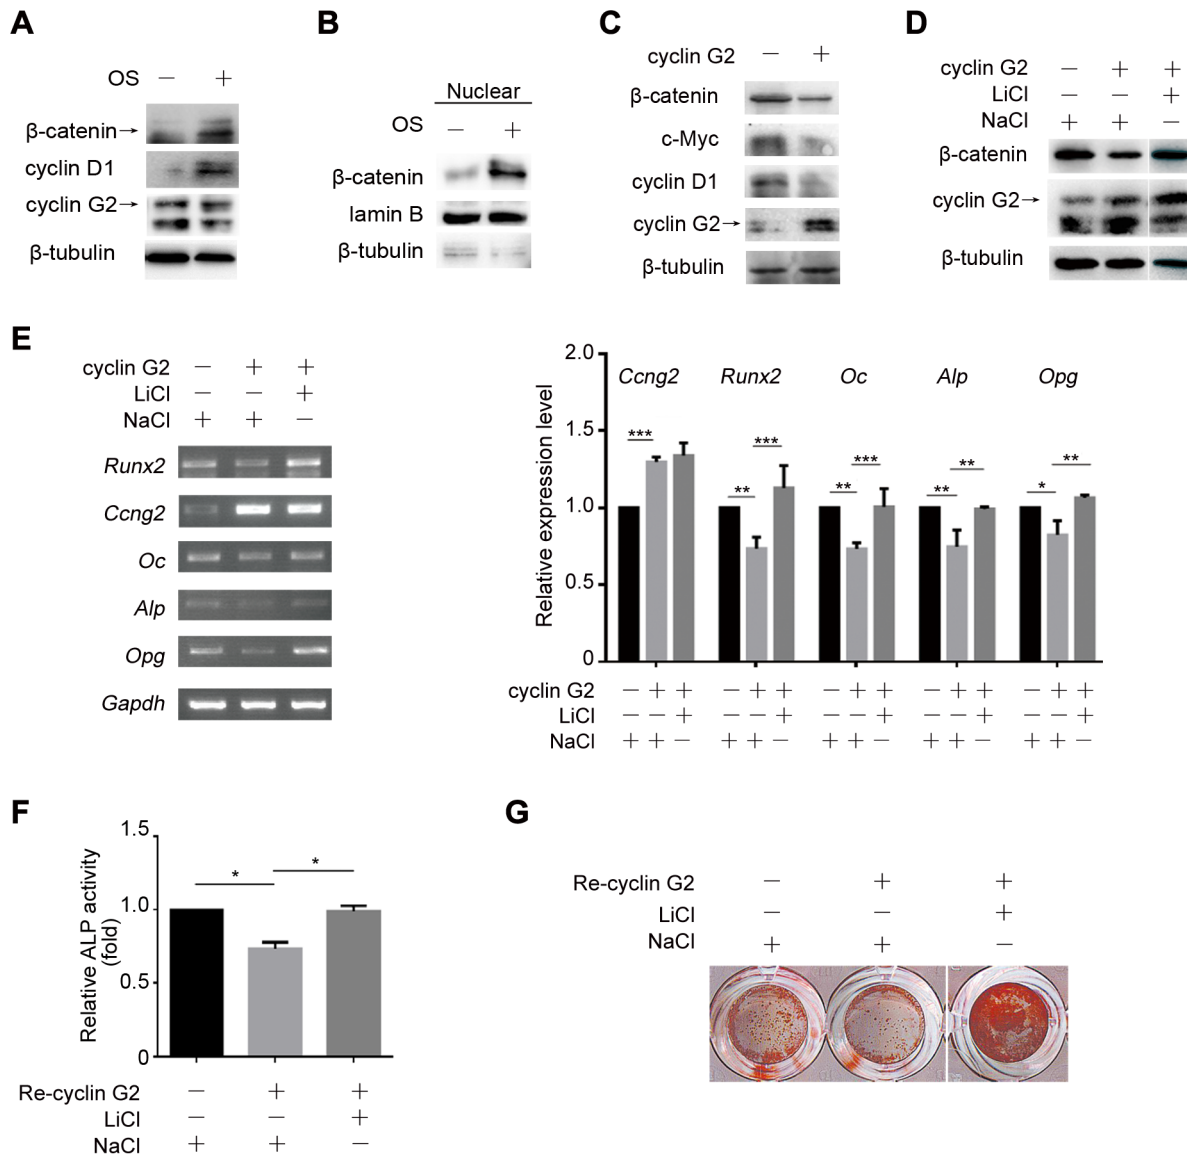 A
OS − +
β-catenin→
cyclin D1
cyclin G2→
β-tubulin
B
Nuclear
OS − +
β-catenin
lamin B
β-tubulin
C
cyclin G2 − +
β-catenin
c-Myc
cyclin D1
cyclin G2→
β-tubulin
D
cyclin G2 − + +
LiCl − − +
NaCl + + −
β-catenin
cyclin G2→
β-tubulin
E
cyclin G2 − + +
LiCl − − +
NaCl + + −
Runx2
Ccng2
Oc
Alp
Opg
Gapdh
Relative expression level
2.0
1.5
1.0
0.5
0
Ccng2 Runx2 Oc Alp Opg
*** ** *** ** *** ** ** * **
cyclin G2 − + + − + + − + + − + + − + +
LiCl − − + − − + − − + − − + − − +
NaCl + + − + + − + + − + + − + + −
F
Relative ALP activity
(fold)
1.5
1.0
0.5
0
* *
Re-cyclin G2 − + +
LiCl − − +
NaCl + + −
G
Re-cyclin G2 − + +
LiCl − − +
NaCl + + −